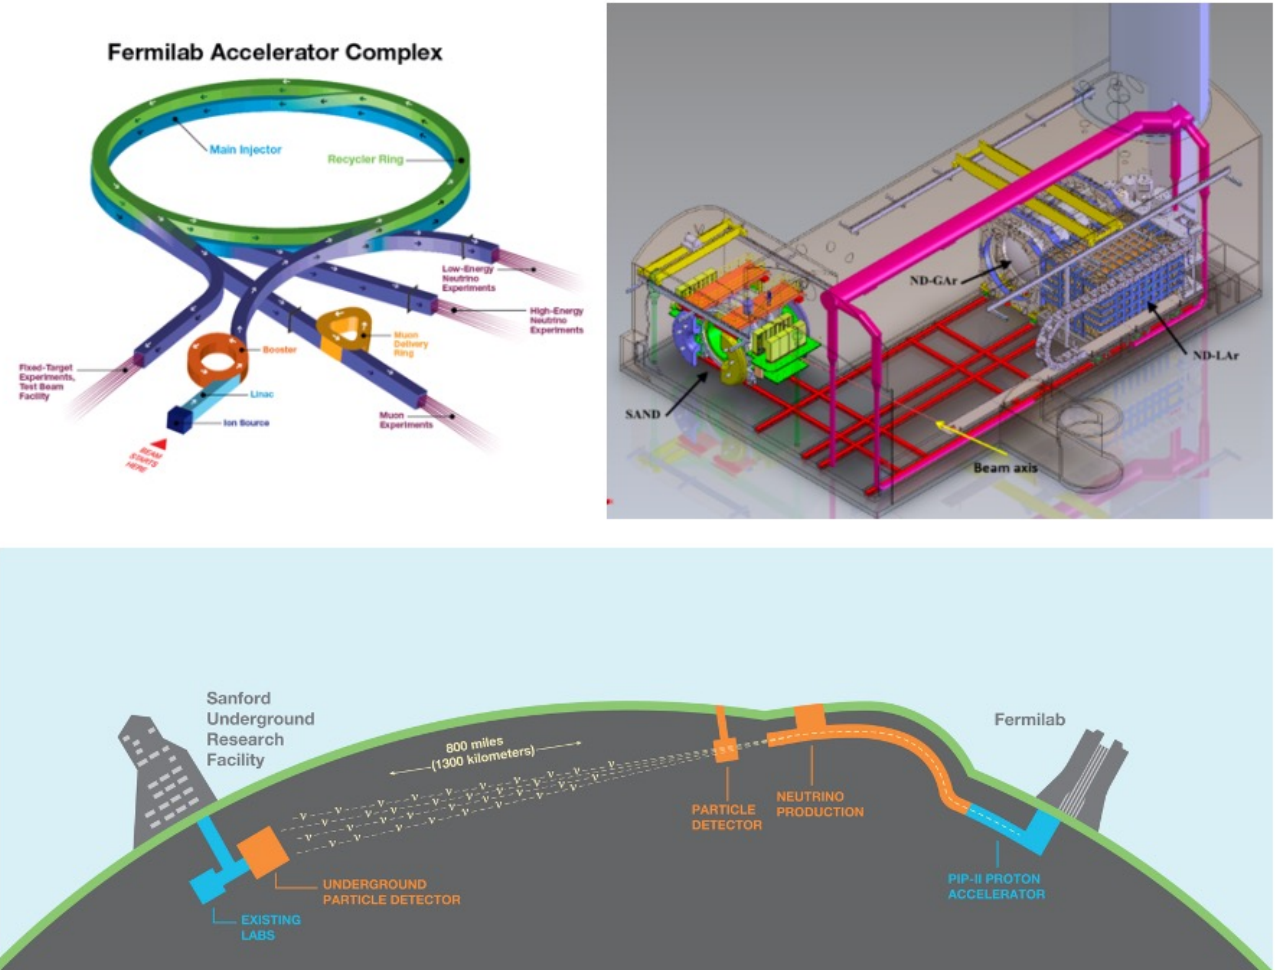 Fermilab Accelerator Complex
Main Injector
Recycler Ring
Low-Energy
Neutrino
Experiments
High-Energy
Neutrino
Experiments
Muon
Delivery
Ring
Booster
Fixed-Target
Experiments,
Test Beam
Facility
Linac
Ion Source
Muon
Experiments
BEAM
STARTS
HERE
ND-GAr
ND-LAr
SAND
Beam axis
Sanford
Underground
Research
Facility
Fermilab
800 miles
(1300 kilometers)
ν ν ν ν ν ν
ν ν ν ν ν ν
ν ν ν ν ν
ν ν ν ν
PARTICLE
DETECTOR
NEUTRINO
PRODUCTION
UNDERGROUND
PARTICLE DETECTOR
PIP-II PROTON
ACCELERATOR
EXISTING
LABS